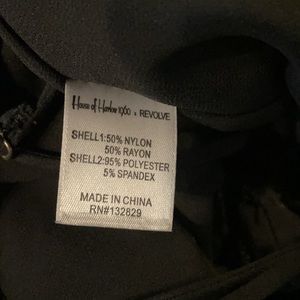 House of Harlow 1960 x REVOLVE
SHELL1:50% NYLON
50% RAYON
SHELL2:95% POLYESTER
5% SPANDEX
MADE IN CHINA
RN#132829